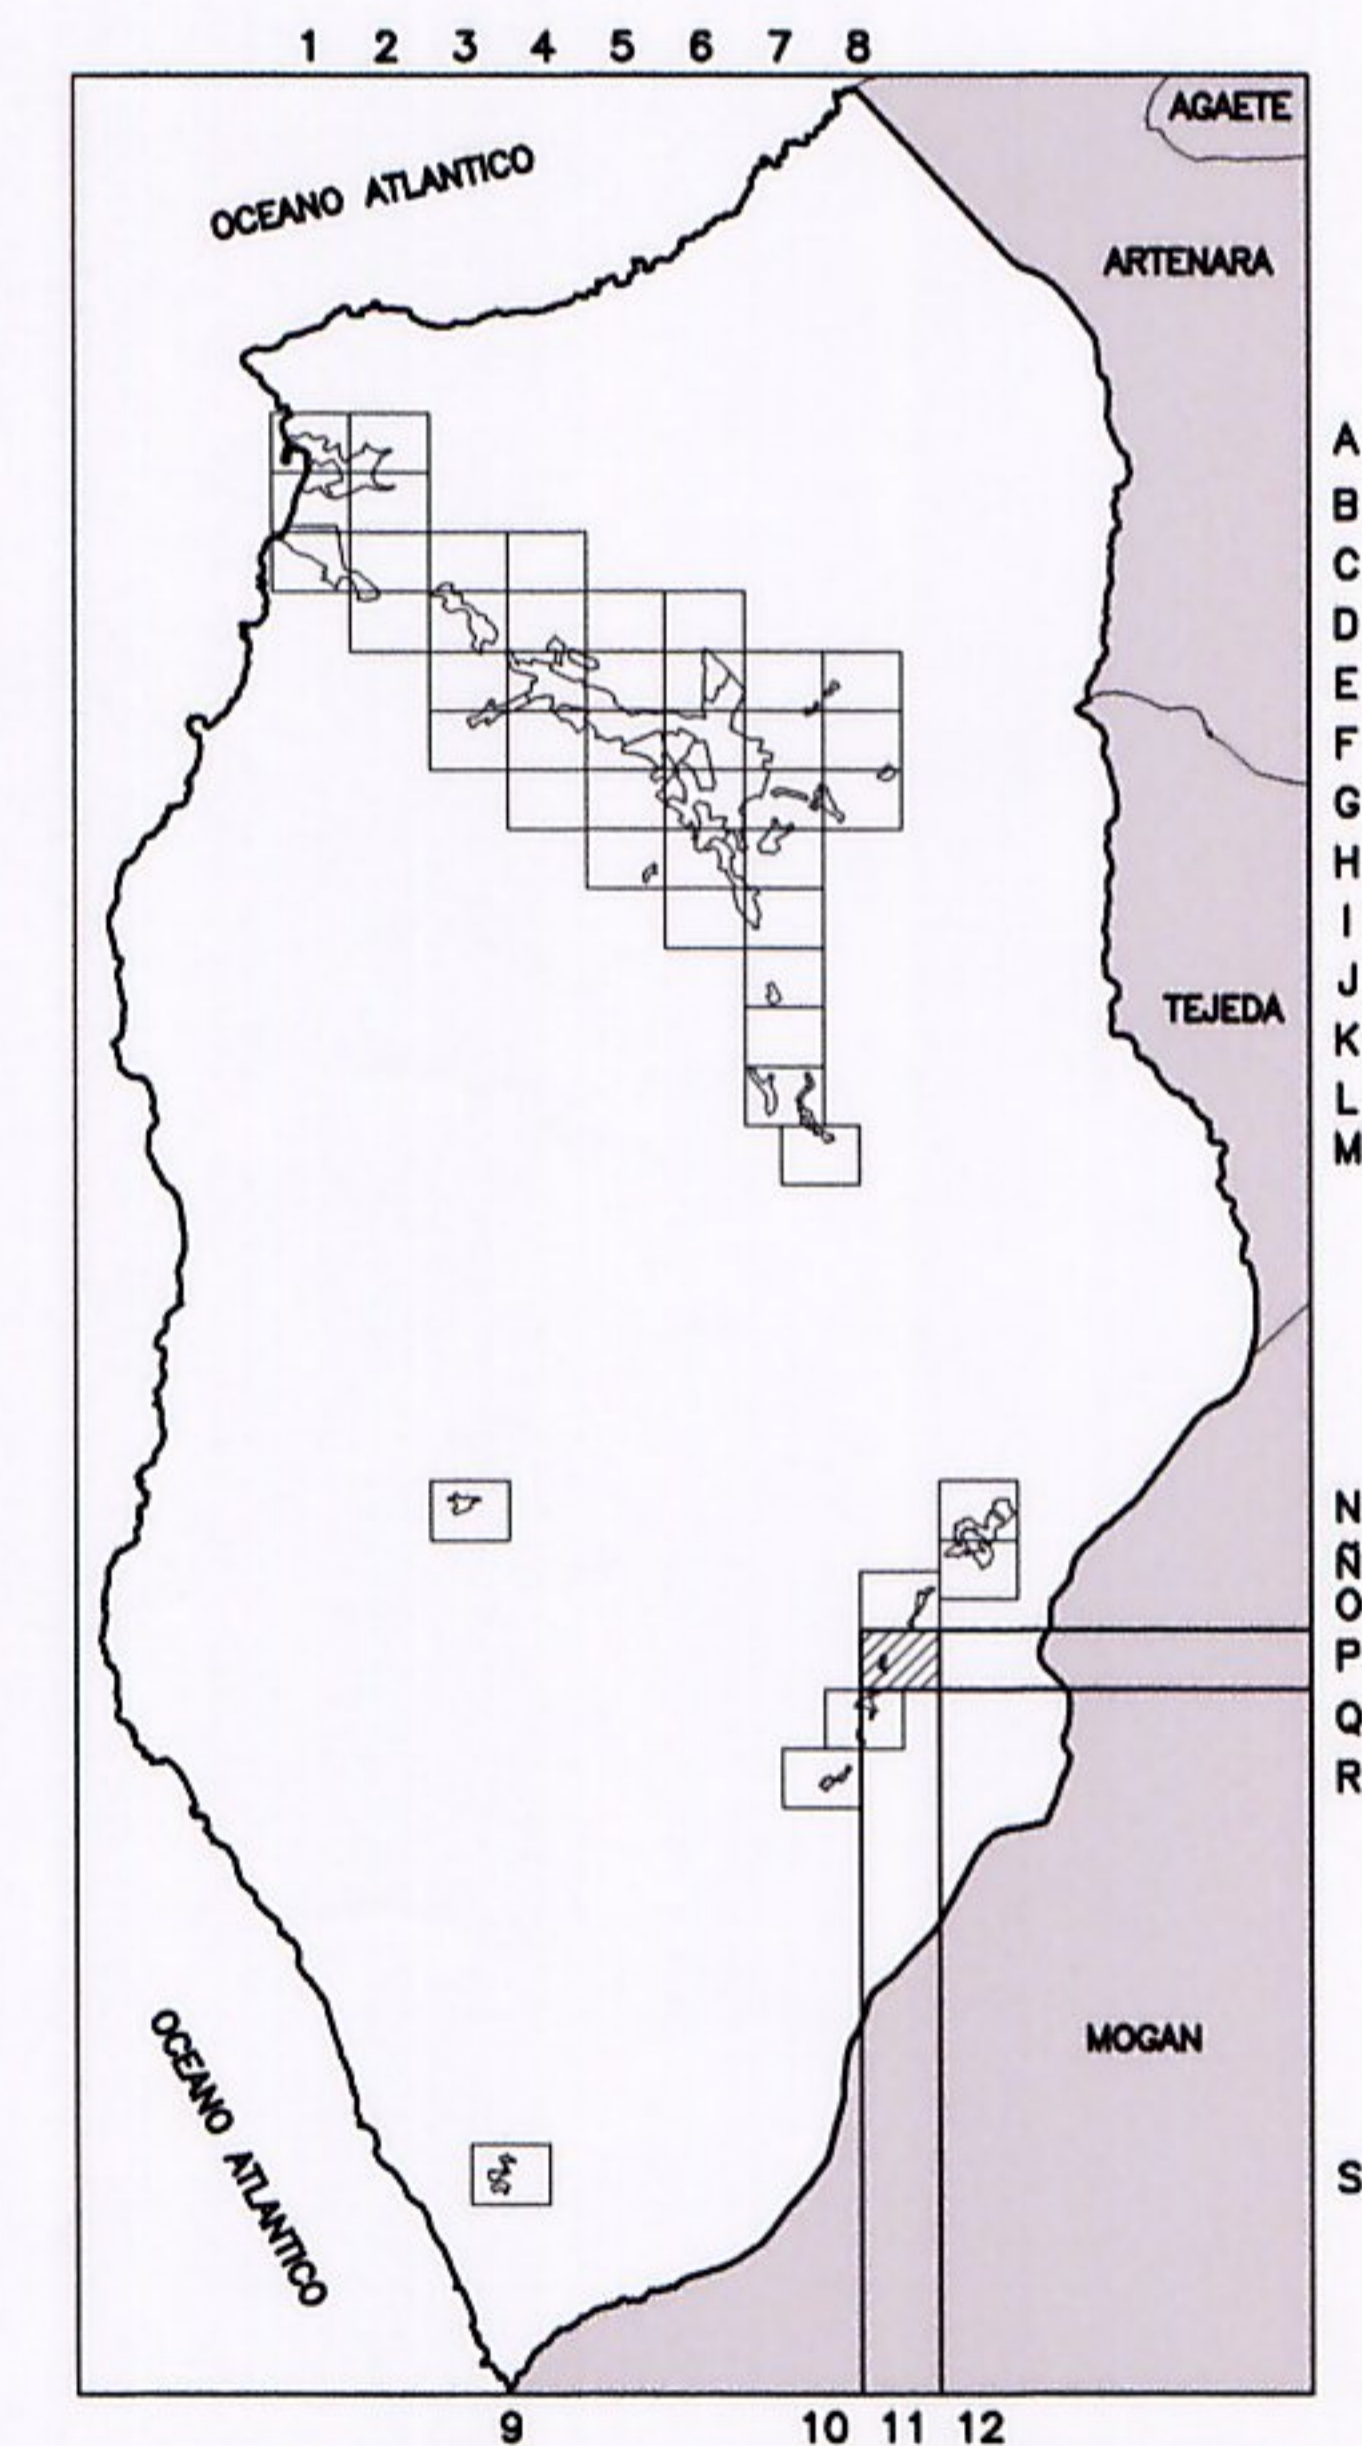 1 2 3 4 5 6 7 8
AGAETE
OCEANO ATLANTICO
ARTENARA
A
B
C
D
E
F
G
H
I
J
TEJEDA
K
L
M
N
Ñ
O
P
Q
R
MOGAN
OCEANO ATLANTICO
S
9 10 11 12